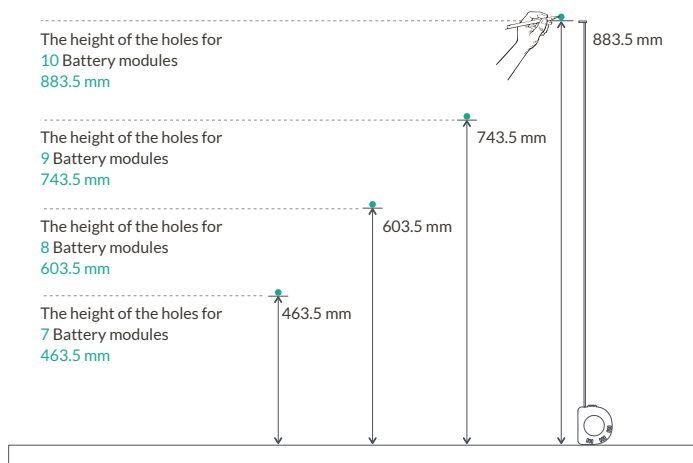 The height of the holes for
10 Battery modules
883.5 mm
883.5 mm
The height of the holes for
9 Battery modules
743.5 mm
743.5 mm
The height of the holes for
8 Battery modules
603.5 mm
603.5 mm
The height of the holes for
7 Battery modules
463.5 mm
463.5 mm